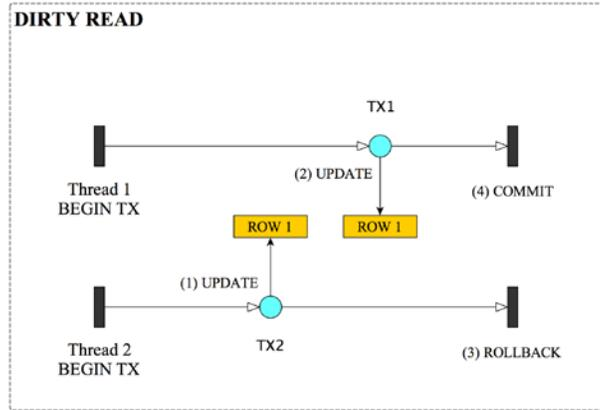 DIRTY READ
TX1
(2) UPDATE
Thread 1
BEGIN TX
(4) COMMIT
ROW 1
ROW 1
(1) UPDATE
TX2
Thread 2
BEGIN TX
(3) ROLLBACK